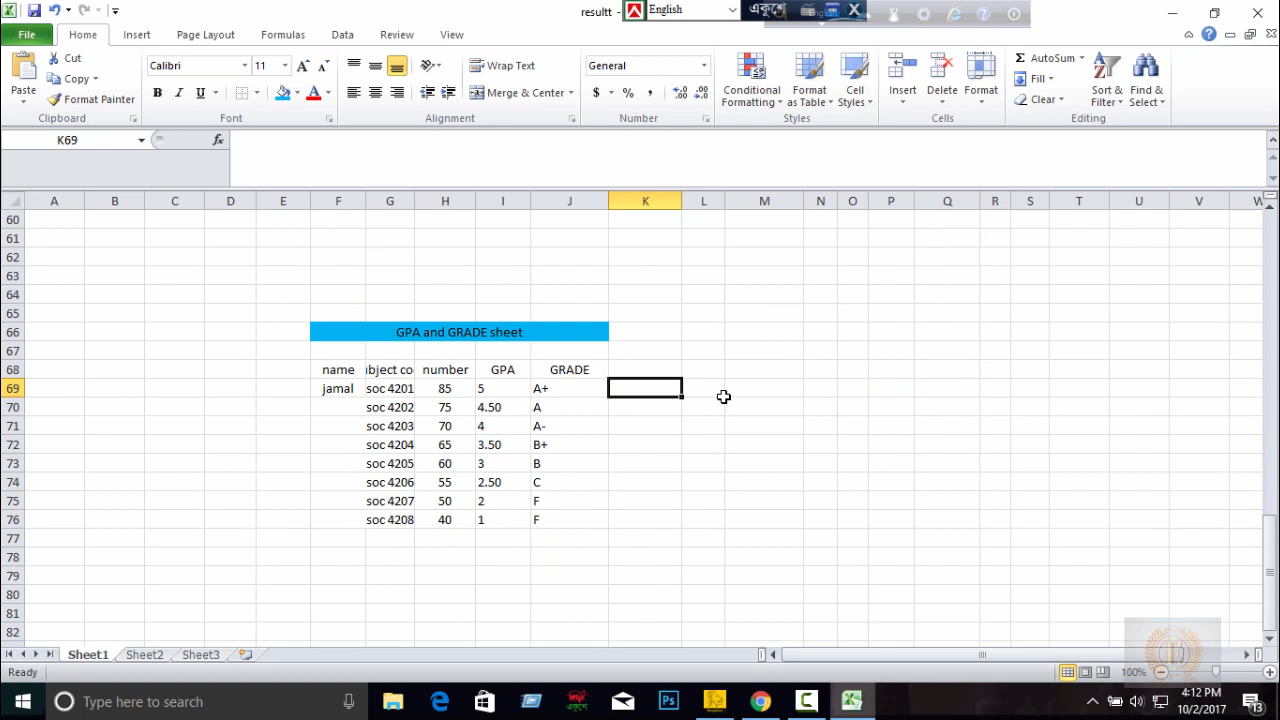 resultt
English
একুশে
File Home Insert Page Layout Formulas Data Review View
Cut
Copy
Format Painter
Paste
Clipboard
Calibri 11
B I U
Font
Wrap Text
Merge & Center
Alignment
General
$ % ,
Number
Conditional Formatting
Format as Table
Cell Styles
Styles
Insert Delete Format
Cells
AutoSum
Fill
Clear
Sort & Filter
Find & Select
Editing
K69 fx
A B C D E F G H I J K L M N O P Q R S T U V W
60
61
62
63
64
65
66 GPA and GRADE sheet
67
68 name ubject co number GPA GRADE
69 jamal soc 4201 85 5 A+
70 soc 4202 75 4.50 A
71 soc 4203 70 4 A-
72 soc 4204 65 3.50 B+
73 soc 4205 60 3 B
74 soc 4206 55 2.50 C
75 soc 4207 50 2 F
76 soc 4208 40 1 F
77
78
79
80
81
82
Sheet1 Sheet2 Sheet3
Ready 100%
Type here to search
Ps
4:12 PM
10/2/2017
13